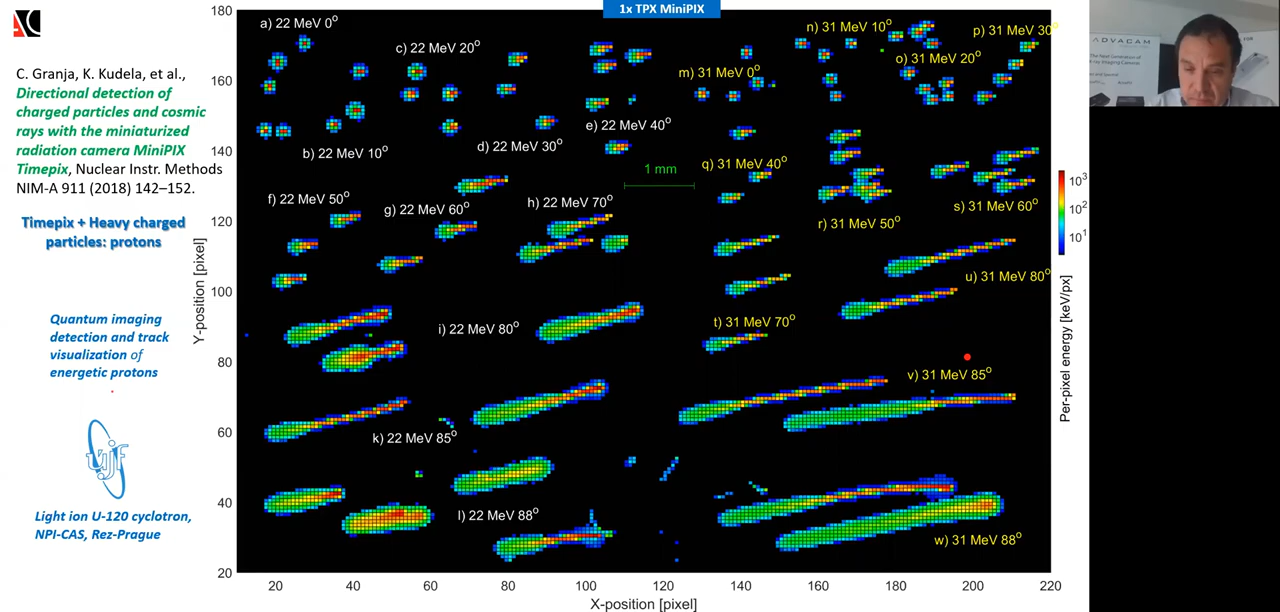 1x TPX MiniPIX
C. Granja, K. Kudela, et al.,
Directional detection of
charged particles and cosmic
rays with the miniaturized
radiation camera MiniPIX
Timepix, Nuclear Instr. Methods
NIM-A 911 (2018) 142–152.
Timepix + Heavy charged
particles: protons
Quantum imaging
detection and track
visualization of
energetic protons
Light ion U-120 cyclotron,
NPI-CAS, Rez-Prague
a) 22 MeV 0°
b) 22 MeV 10°
c) 22 MeV 20°
d) 22 MeV 30°
e) 22 MeV 40°
f) 22 MeV 50°
g) 22 MeV 60°
h) 22 MeV 70°
i) 22 MeV 80°
k) 22 MeV 85°
l) 22 MeV 88°
m) 31 MeV 0°
n) 31 MeV 10°
o) 31 MeV 20°
p) 31 MeV 30°
q) 31 MeV 40°
r) 31 MeV 50°
s) 31 MeV 60°
t) 31 MeV 70°
u) 31 MeV 80°
v) 31 MeV 85°
w) 31 MeV 88°
1 mm
180
160
140
120
100
80
60
40
20
Y-position [pixel]
20 40 60 80 100 120 140 160 180 200 220
X-position [pixel]
10³
10²
10¹
Per-pixel energy [keV/px]
ADVACAM